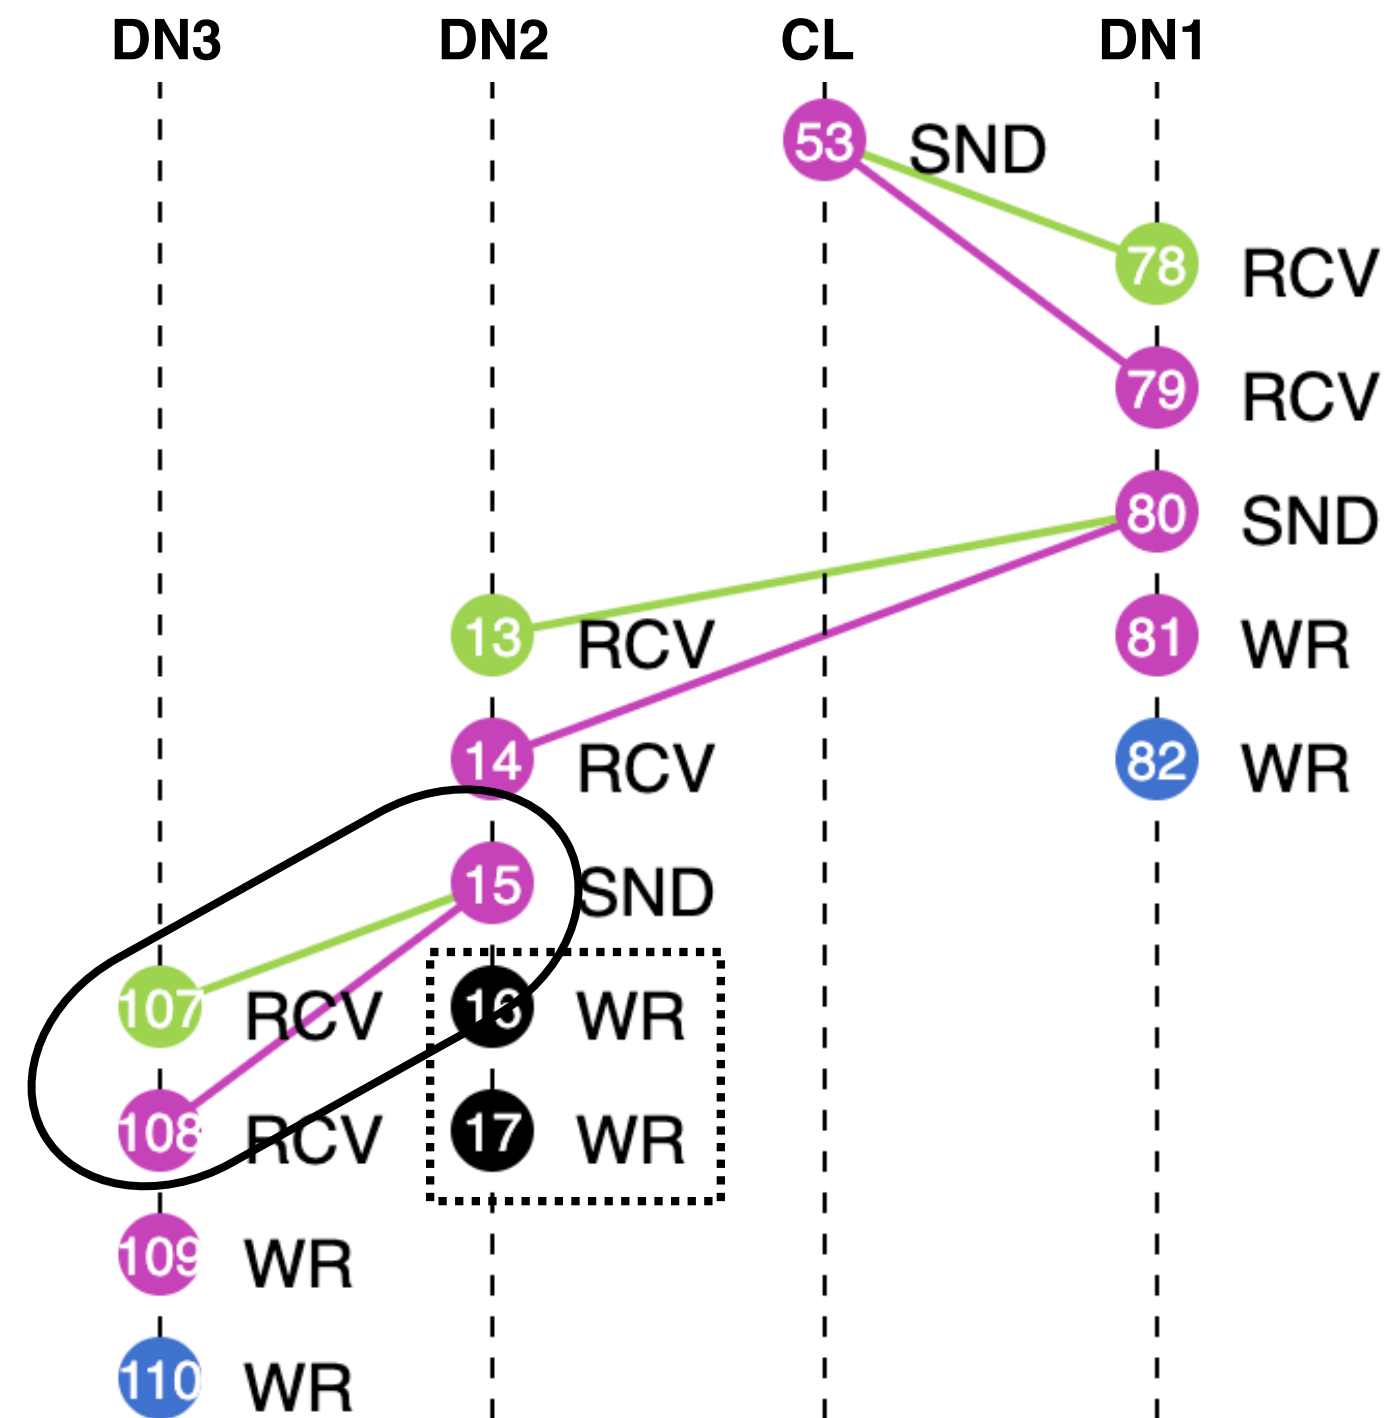 DN3 DN2 CL DN1
53 SND
78 RCV
79 RCV
80 SND
13 RCV 81 WR
14 RCV 82 WR
15 SND
107 RCV 16 WR
108 RCV 17 WR
109 WR
110 WR